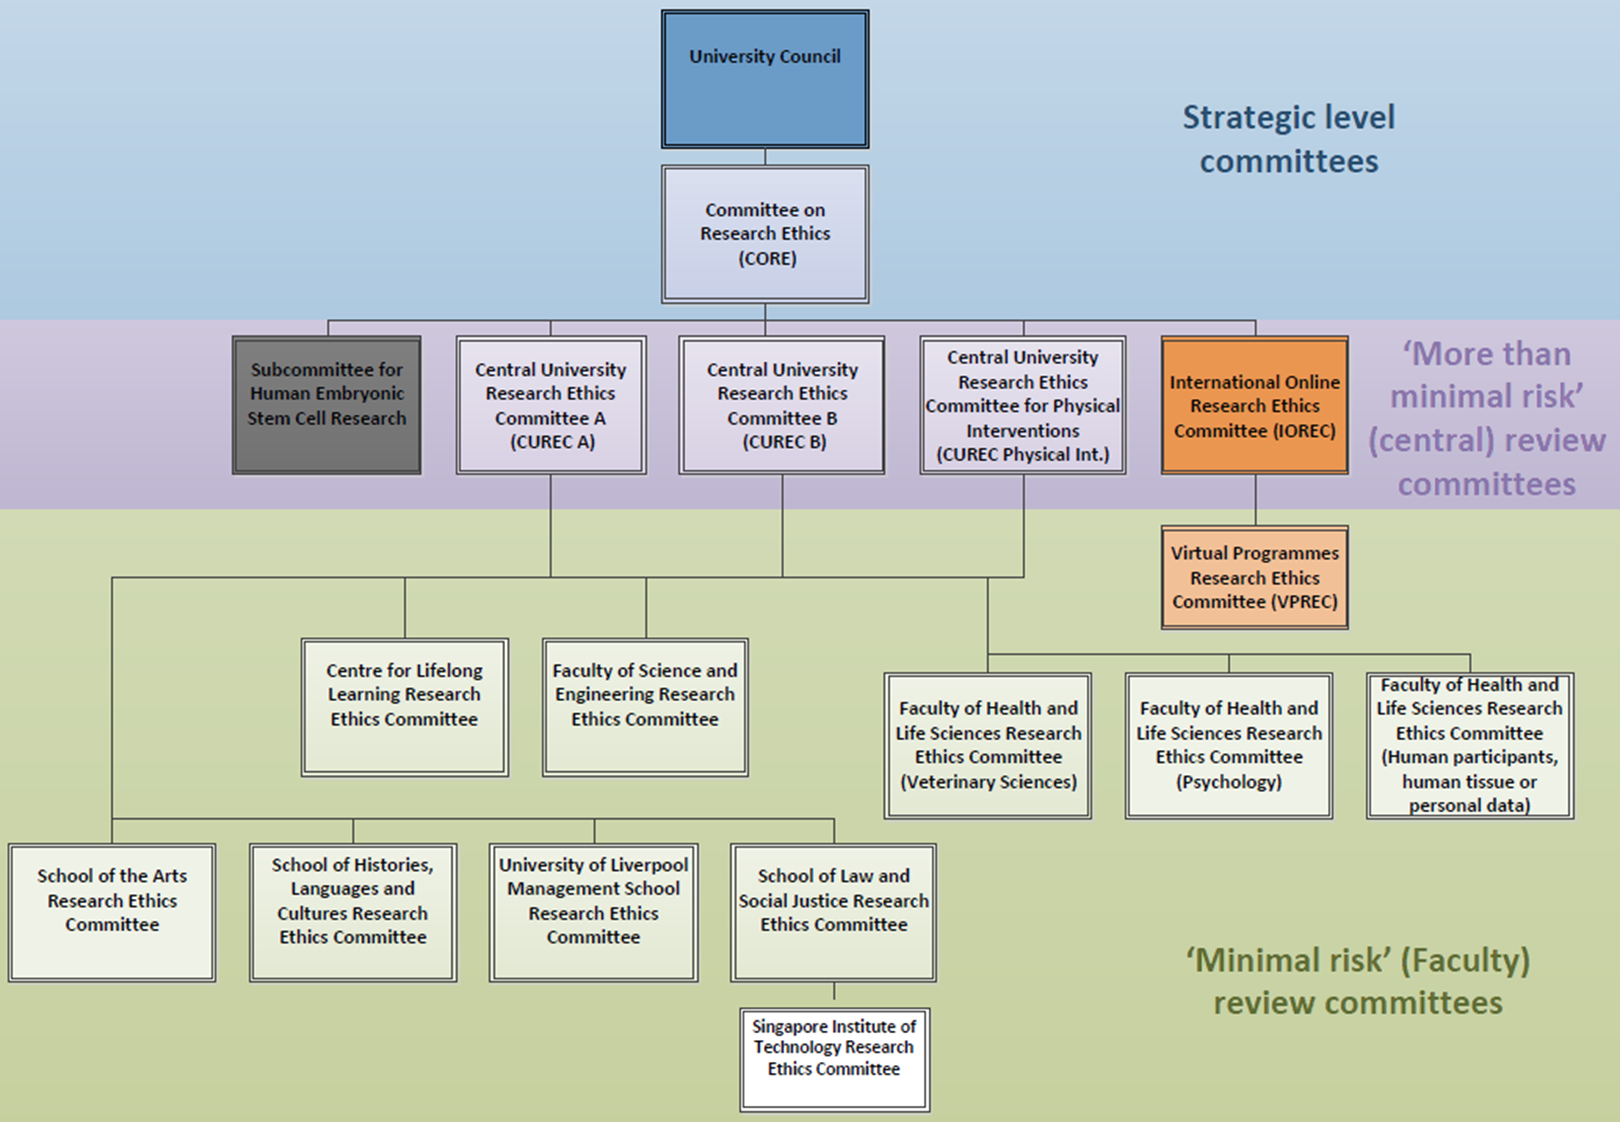 University Council
Strategic level
committees
Committee on
Research Ethics
(CORE)
Subcommittee for
Human Embryonic
Stem Cell Research
Central University
Research Ethics
Committee A
(CUREC A)
Central University
Research Ethics
Committee B
(CUREC B)
Central University
Research Ethics
Committee for Physical
Interventions
(CUREC Physical Int.)
International Online
Research Ethics
Committee (IOREC)
‘More than
minimal risk’
(central) review
committees
Virtual Programmes
Research Ethics
Committee (VPREC)
Centre for Lifelong
Learning Research
Ethics Committee
Faculty of Science and
Engineering Research
Ethics Committee
Faculty of Health and
Life Sciences Research
Ethics Committee
(Veterinary Sciences)
Faculty of Health and
Life Sciences Research
Ethics Committee
(Psychology)
Faculty of Health and
Life Sciences Research
Ethics Committee
(Human participants,
human tissue or
personal data)
School of the Arts
Research Ethics
Committee
School of Histories,
Languages and
Cultures Research
Ethics Committee
University of Liverpool
Management School
Research Ethics
Committee
School of Law and
Social Justice Research
Ethics Committee
‘Minimal risk’ (Faculty)
review committees
Singapore Institute of
Technology Research
Ethics Committee